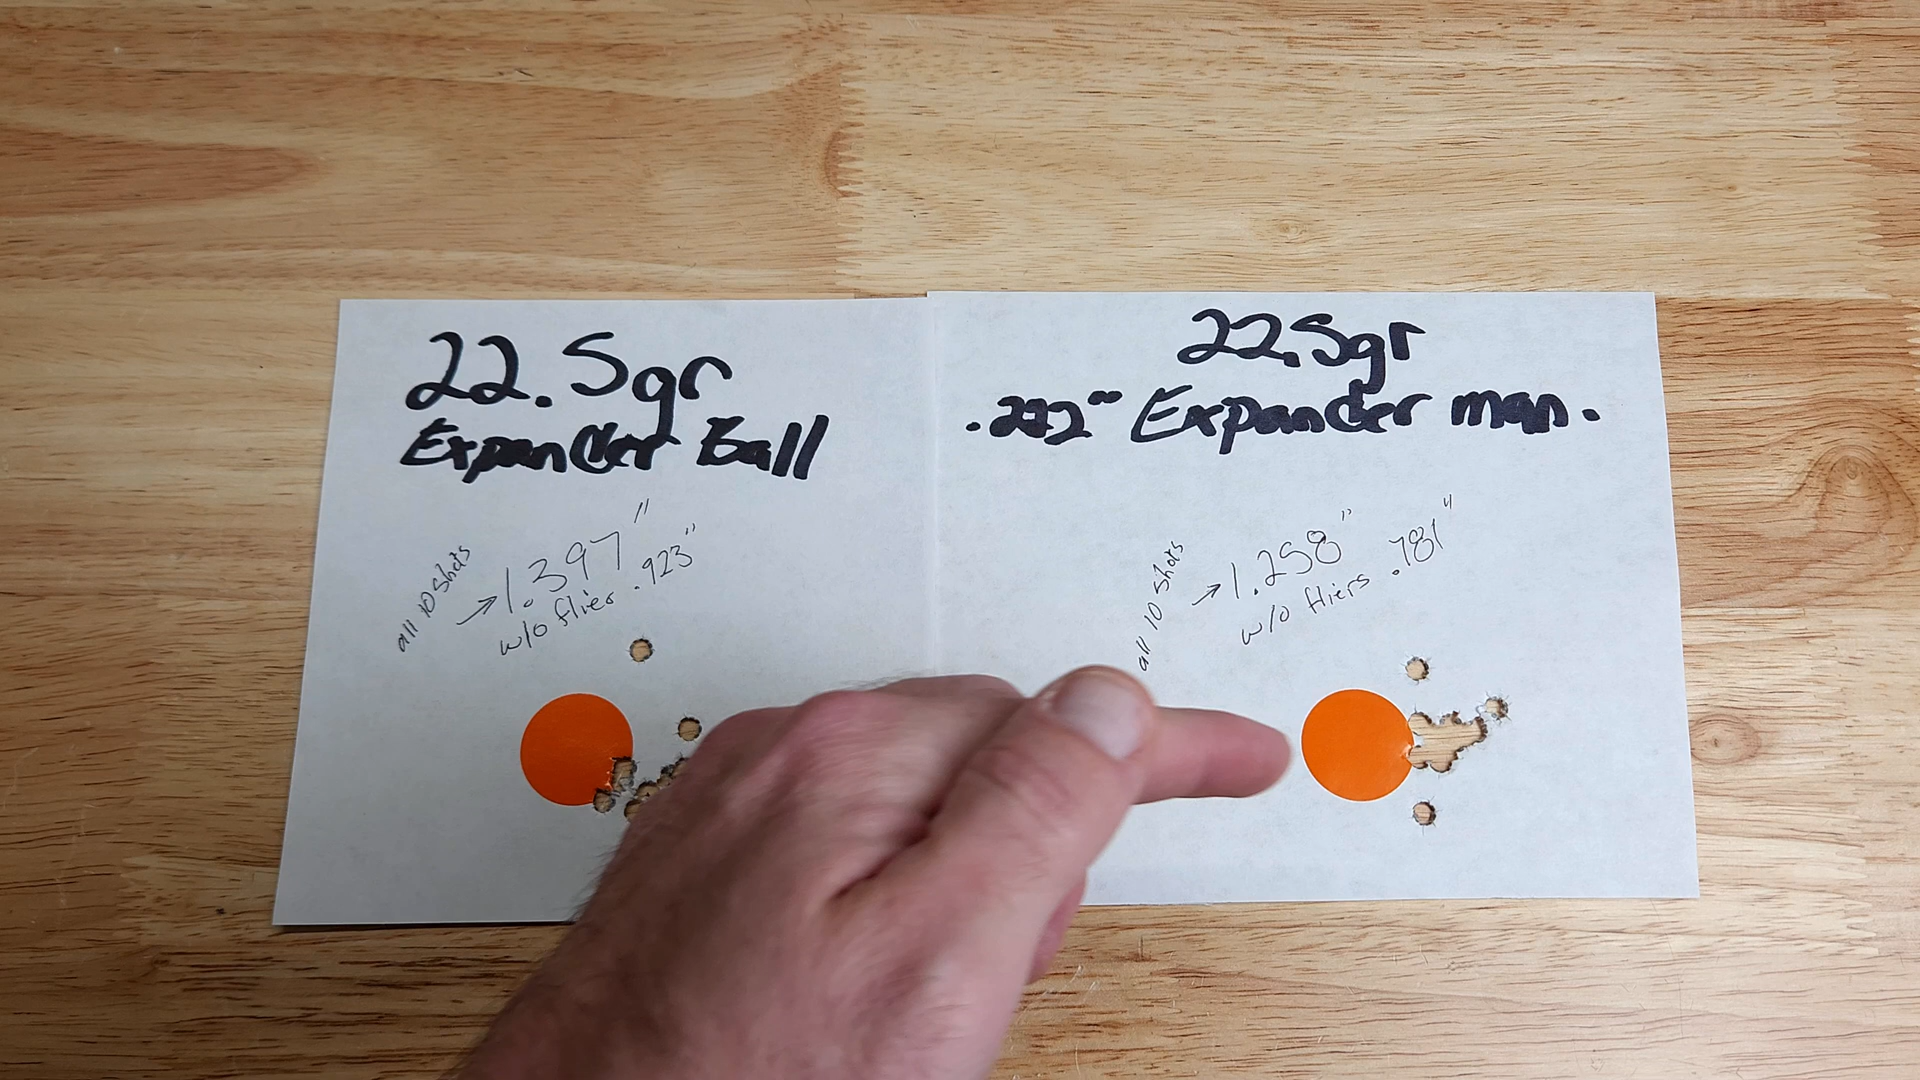 22.5gr
Expander Ball
all 10 shots
→ 1.397"
w/o flier .923"
22.5gr
.222" Expander man.
all 10 shots
→ 1.258"
w/o fliers .781"